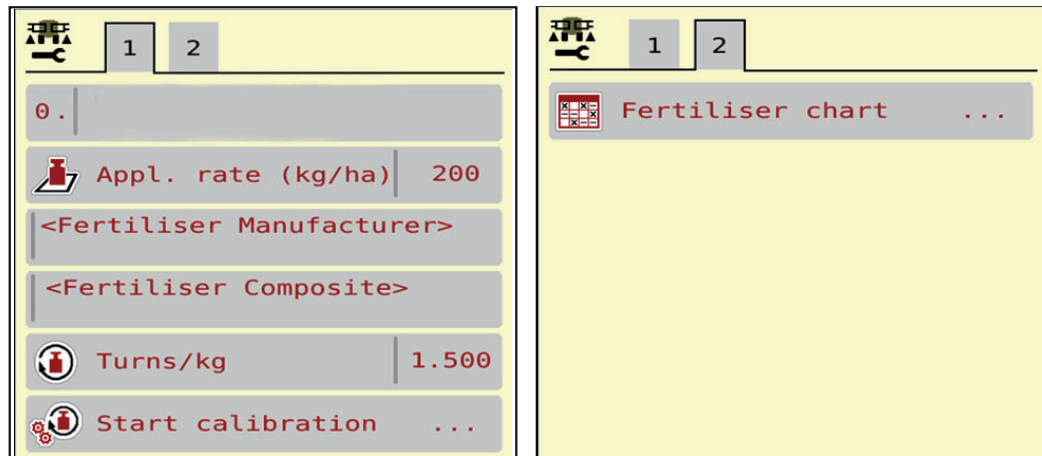 1 2
0.
Appl. rate (kg/ha) 200
<Fertiliser Manufacturer>
<Fertiliser Composite>
Turns/kg 1.500
Start calibration ...
1 2
Fertiliser chart ...